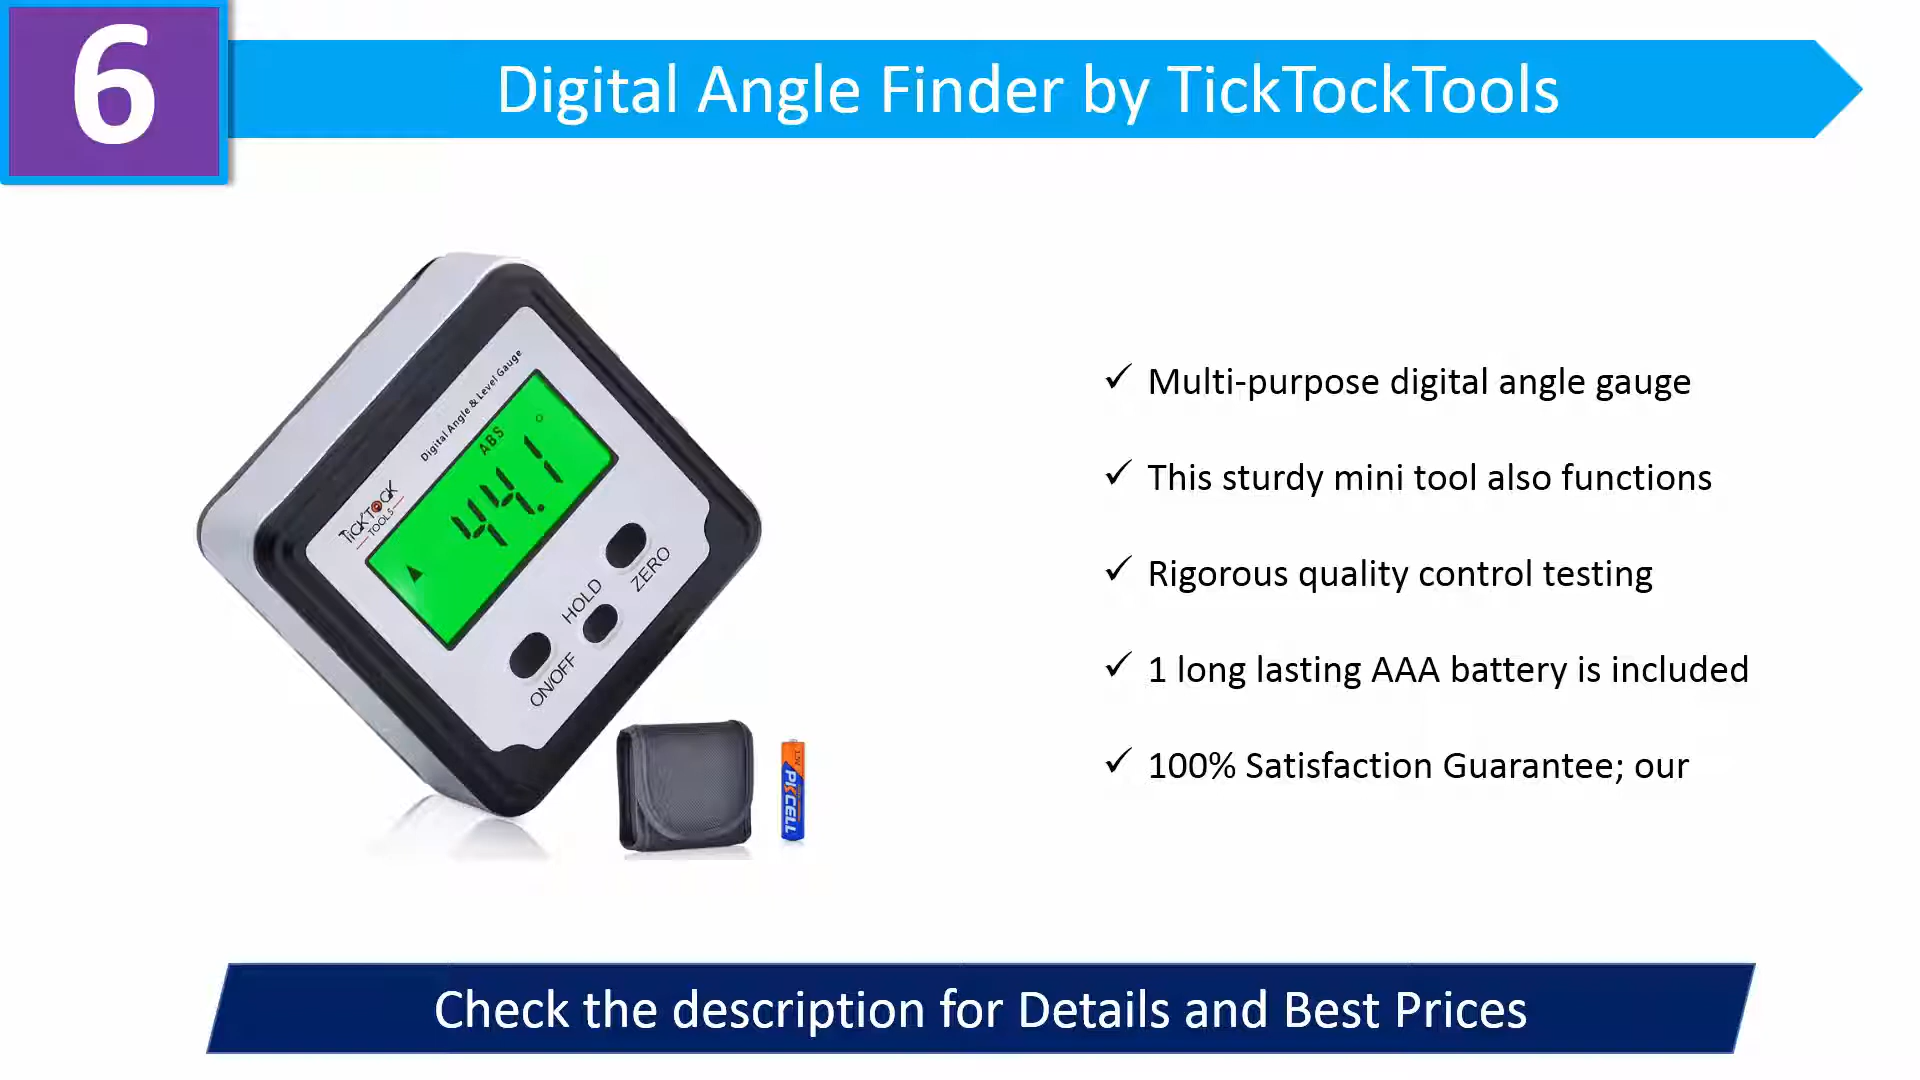 6
Digital Angle Finder by TickTockTools
Digital Angle & Level Gauge
TICKTOCK
TOOLS
ABS
44.1°
HOLD
ZERO
ON/OFF
PKCELL
✓ Multi-purpose digital angle gauge
✓ This sturdy mini tool also functions
✓ Rigorous quality control testing
✓ 1 long lasting AAA battery is included
✓ 100% Satisfaction Guarantee; our
Check the description for Details and Best Prices